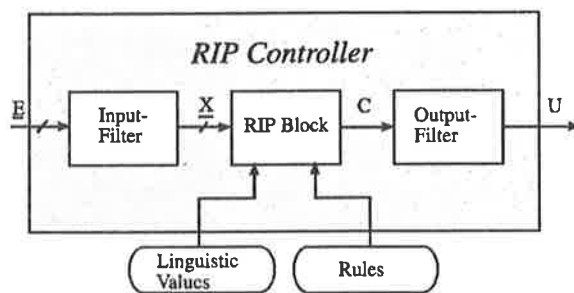 RIP Controller
E
Input-
Filter
X
RIP Block
C
Output-
Filter
U
Linguistic
Values
Rules